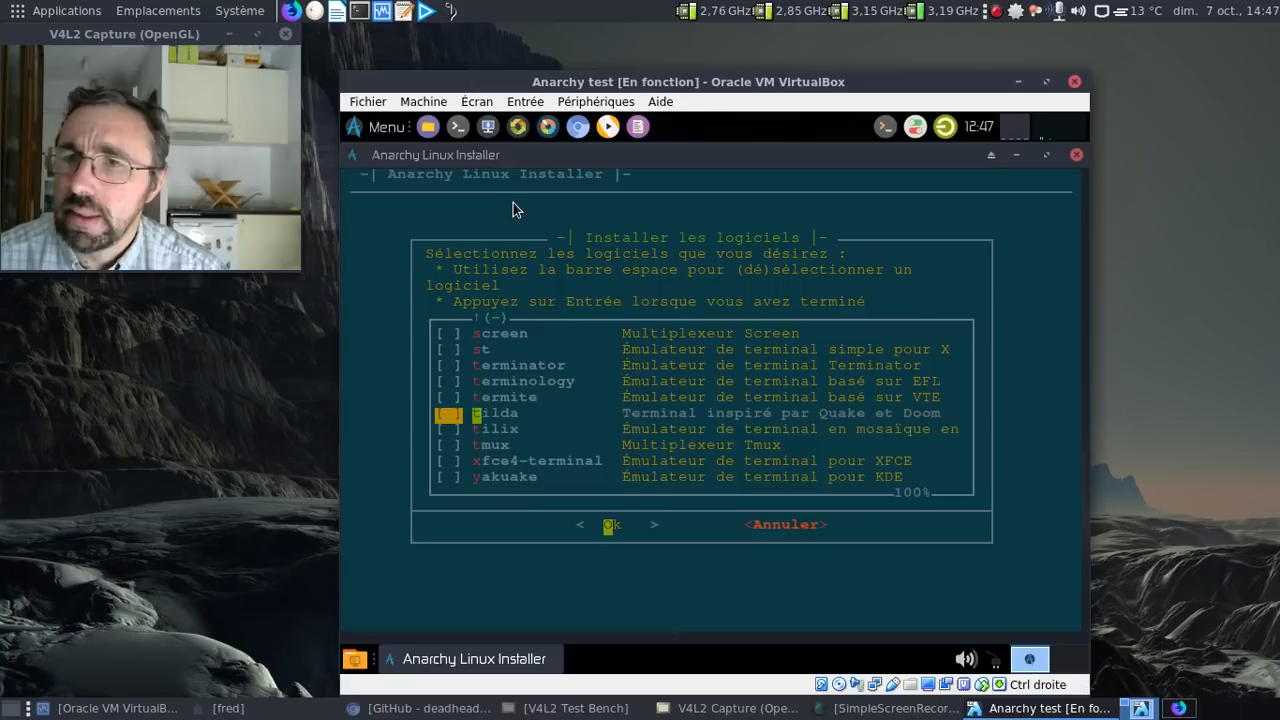 Applications Emplacements Système 2,76 GHz 2,85 GHz 3,15 GHz 3,19 GHz 13 °C dim. 7 oct., 14:47
V4L2 Capture (OpenGL)
Anarchy test [En fonction] - Oracle VM VirtualBox
Fichier Machine Écran Entrée Périphériques Aide
Menu 12:47
Anarchy Linux Installer
-| Anarchy Linux Installer |-
-| Installer les logiciels |-
Sélectionnez les logiciels que vous désirez :
* Utilisez la barre espace pour (dé)sélectionner un
logiciel
* Appuyez sur Entrée lorsque vous avez terminé
↑(-)
[ ] screen Multiplexeur Screen
[ ] st Émulateur de terminal simple pour X
[ ] terminator Émulateur de terminal Terminator
[ ] terminology Émulateur de terminal basé sur EFL
[ ] termite Émulateur de terminal basé sur VTE
[ ] tilda Terminal inspiré par Quake et Doom
[ ] tilix Émulateur de terminal en mosaïque en
[ ] tmux Multiplexeur Tmux
[ ] xfce4-terminal Émulateur de terminal pour XFCE
[ ] yakuake Émulateur de terminal pour KDE
100%
< Ok > <Annuler>
Anarchy Linux Installer
Ctrl droite
[Oracle VM VirtualB... [fred] [GitHub - deadhead... [V4L2 Test Bench] V4L2 Capture (Ope... [SimpleScreenRecor... Anarchy test [En fo...